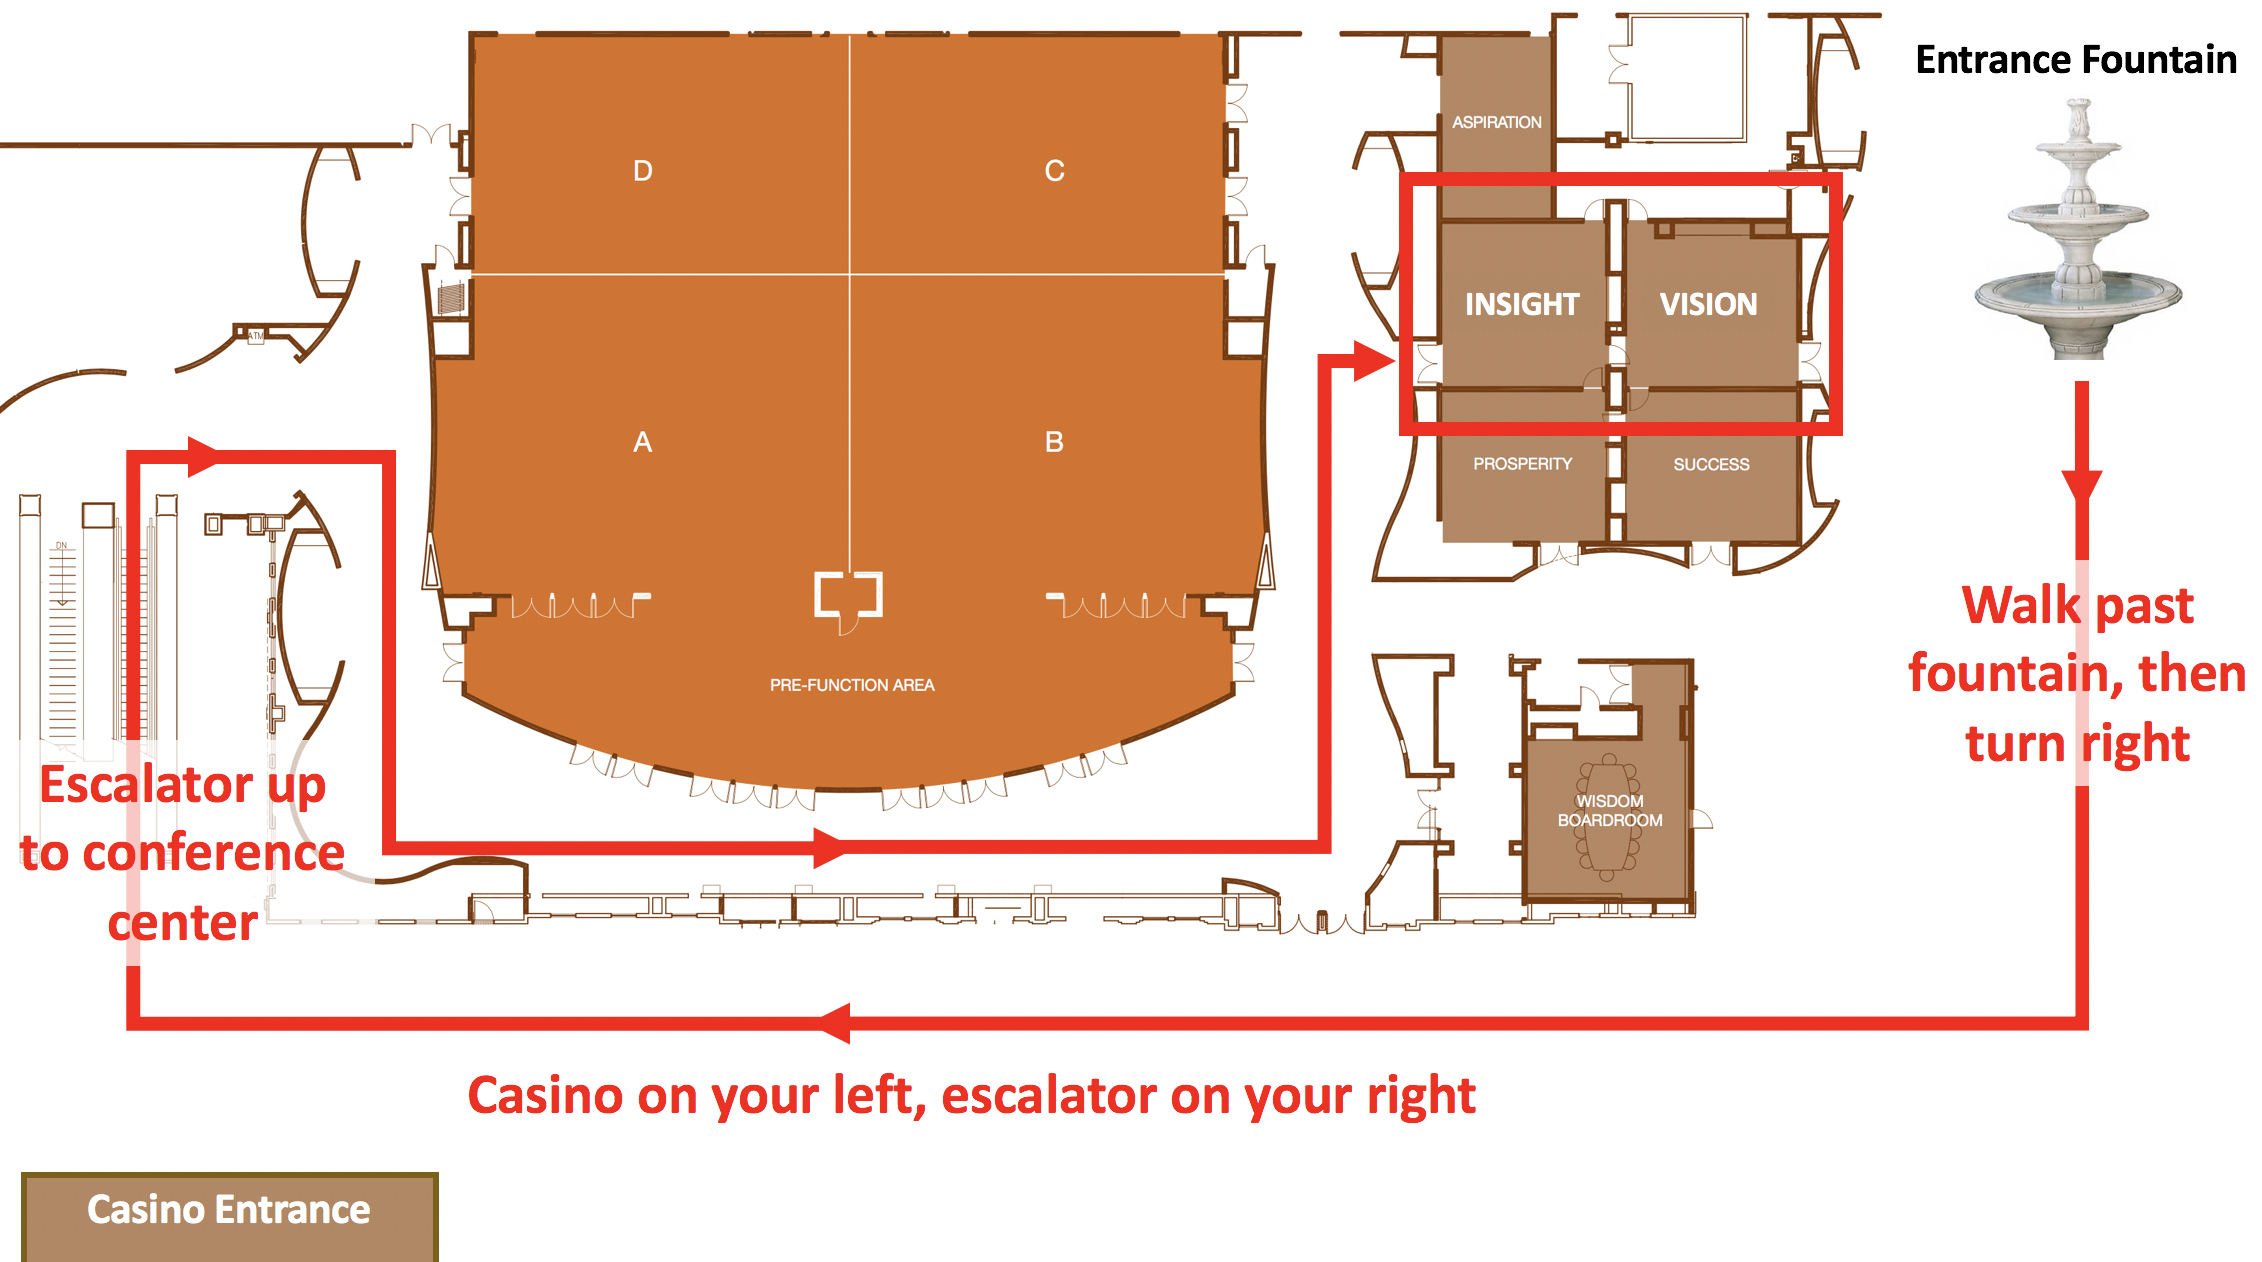 Entrance Fountain
ASPIRATION
D
C
INSIGHT
VISION
ATM
A
B
PROSPERITY
SUCCESS
DN
Walk past
fountain, then
turn right
PRE-FUNCTION AREA
Escalator up
to conference
center
WISDOM
BOARDROOM
Casino on your left, escalator on your right
Casino Entrance